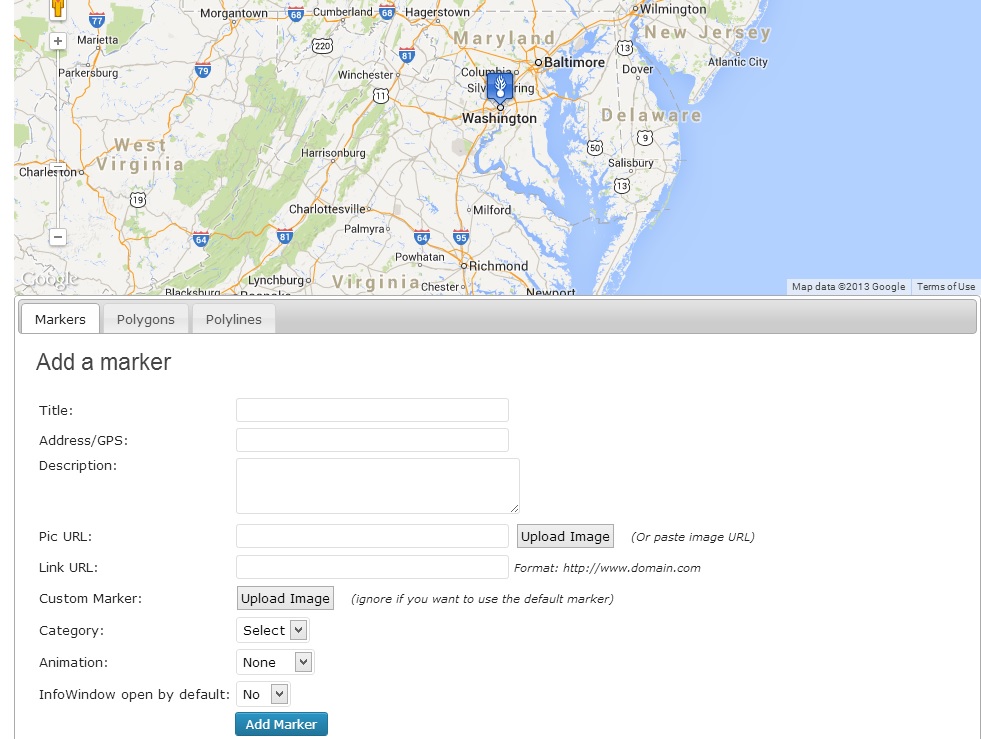 Morgantown 68 Cumberland 68 Hagerstown Wilmington
77
Marietta
Maryland New Jersey
220 13
81
Parkersburg 79 Winchester Columbia Baltimore Dover Atlantic City
Silver Spring
11
Washington
Delaware
West
Virginia
Harrisonburg 50 9
Charleston Salisbury
19 13
Charlottesville Milford
Palmyra
64 81 64 95
Powhatan
Richmond
Google
Lynchburg Virginia Chester
Blacksburg Roanoke Newport
Map data ©2013 Google Terms of Use
Markers Polygons Polylines
Add a marker
Title:
Address/GPS:
Description:
Pic URL: Upload Image (Or paste image URL)
Link URL: Format: http://www.domain.com
Custom Marker: Upload Image (ignore if you want to use the default marker)
Category: Select
Animation: None
InfoWindow open by default: No
Add Marker